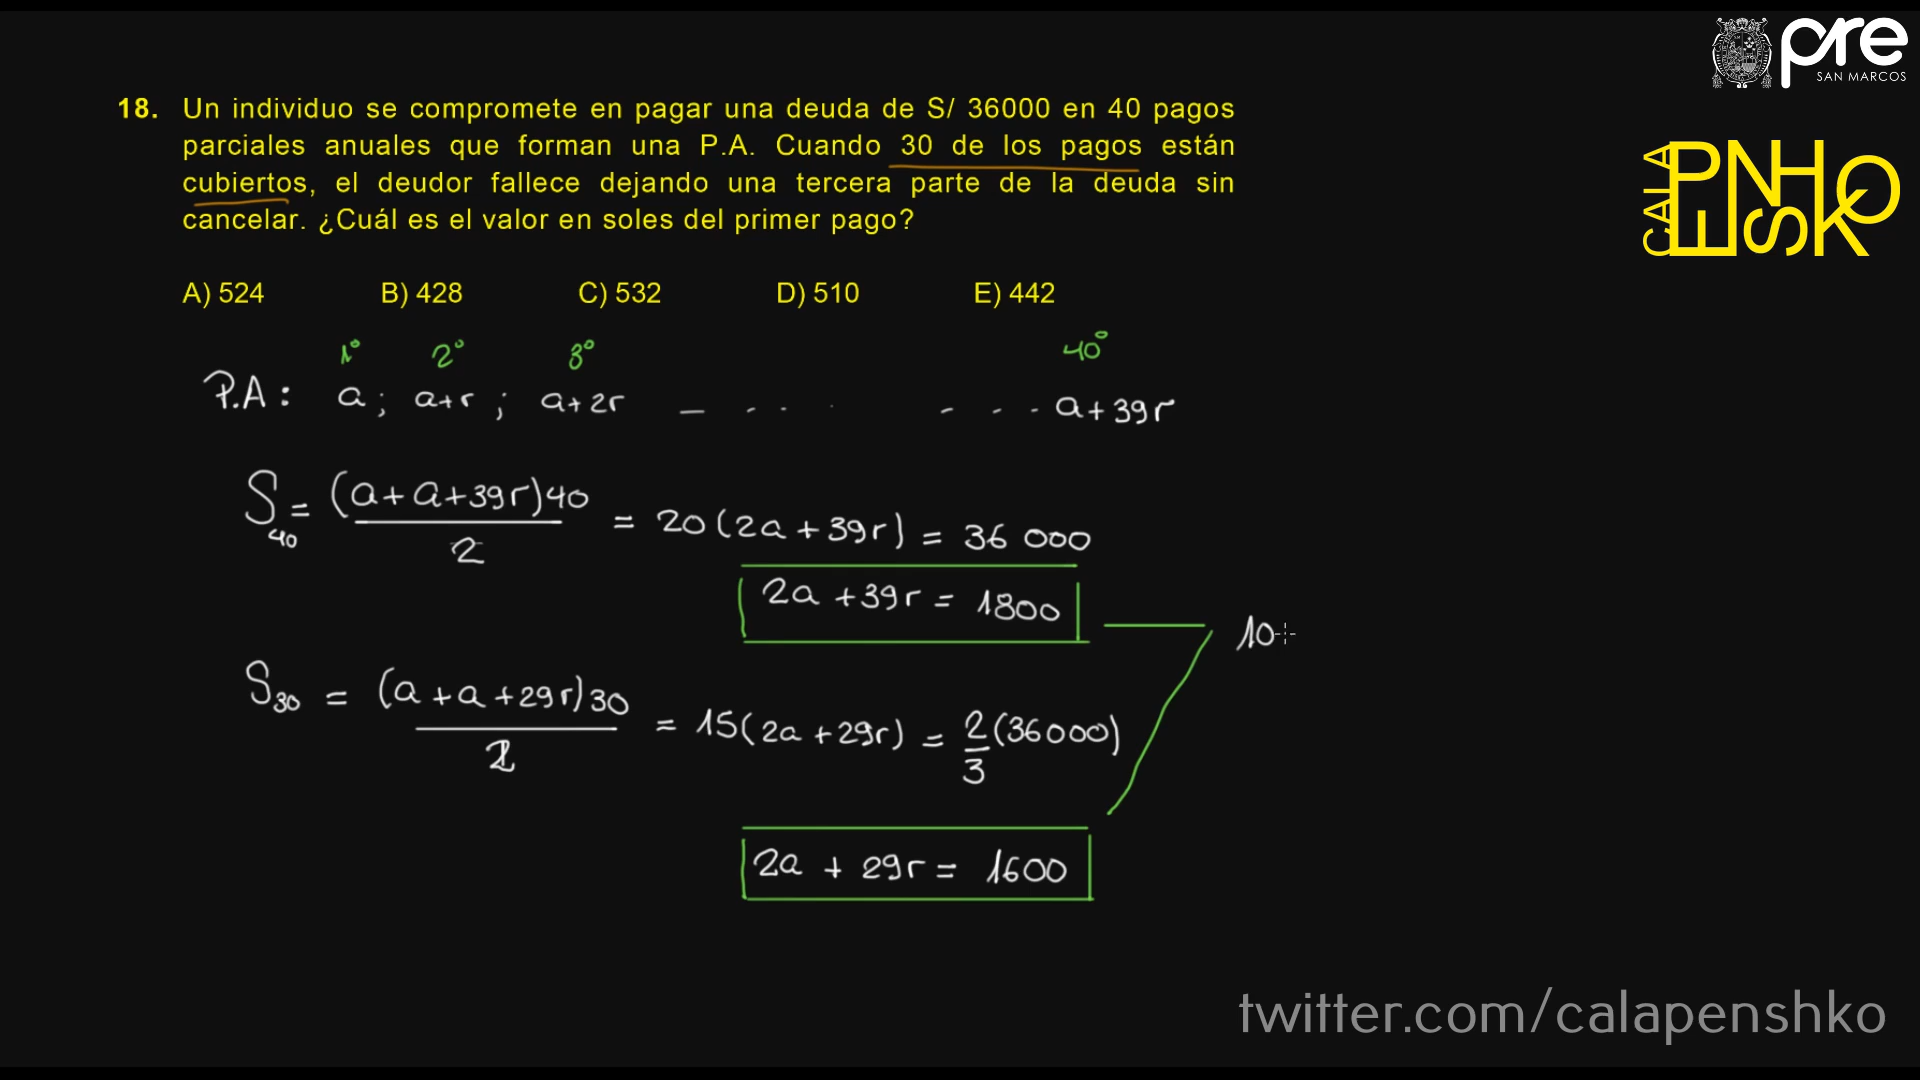 pre
SAN MARCOS
CALA
PENSHKO
18. Un individuo se compromete en pagar una deuda de S/ 36000 en 40 pagos
parciales anuales que forman una P.A. Cuando 30 de los pagos están
cubiertos, el deudor fallece dejando una tercera parte de la deuda sin
cancelar. ¿Cuál es el valor en soles del primer pago?
A) 524 B) 428 C) 532 D) 510 E) 442
1° 2° 3° 40°
P.A: a; a+r; a+2r _ . . . . . . . a+39r
S₄₀ = (a+a+39r)40 / 2 = 20(2a+39r) = 36 000
2a+39r = 1800
10
S₃₀ = (a+a+29r)30 / 2 = 15(2a+29r) = 2/3 (36000)
2a + 29r = 1600
twitter.com/calapenshko